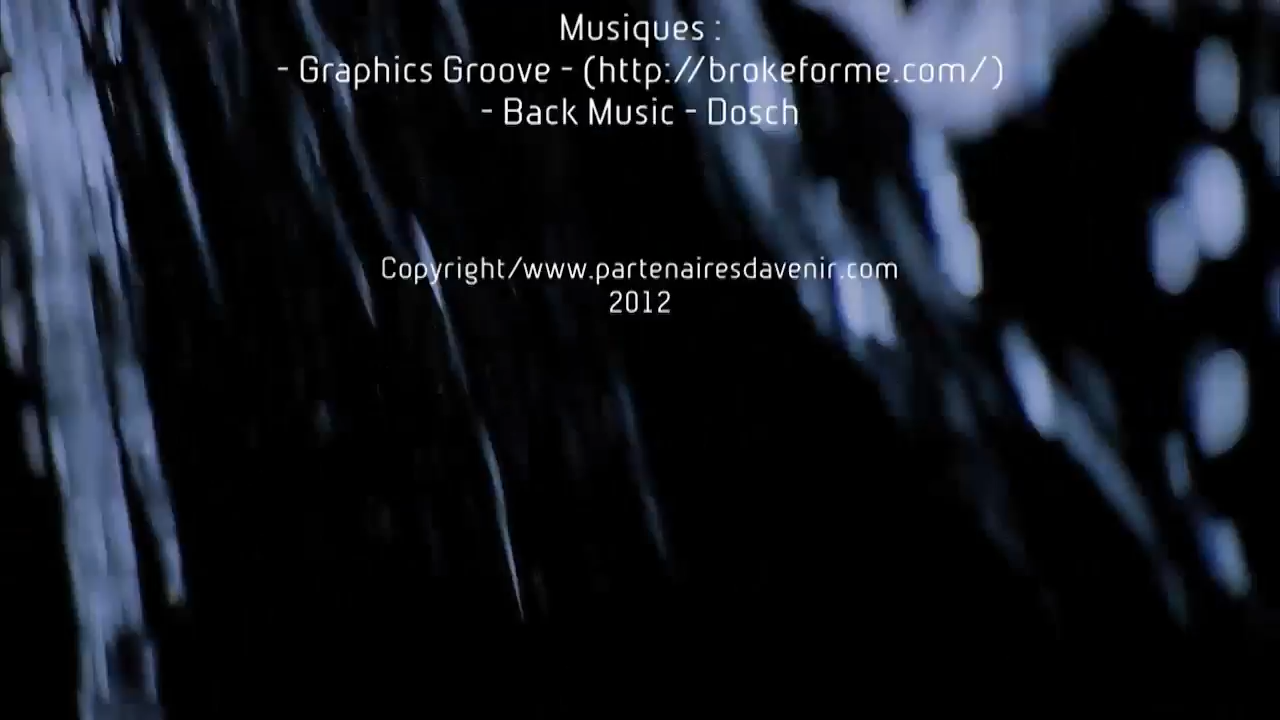 Musiques :
- Graphics Groove - (http://brokeforme.com/)
- Back Music - Dosch
Copyright/www.partenairesdavenir.com
2012